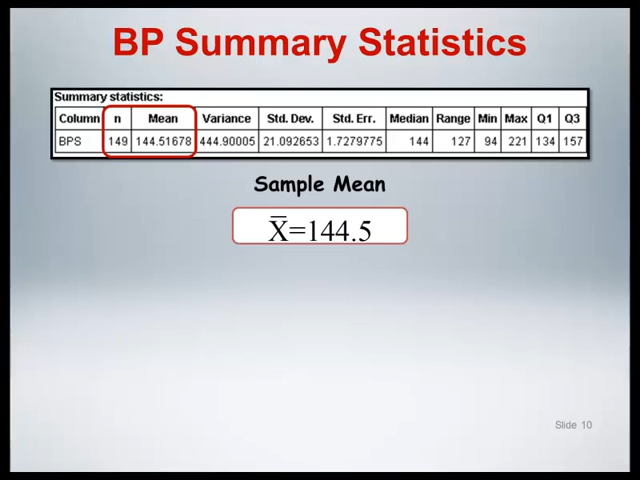 BP Summary Statistics
Summary statistics:
Column n Mean Variance Std. Dev. Std. Err. Median Range Min Max Q1 Q3
BPS 149 144.51678 444.90005 21.092653 1.7279775 144 127 94 221 134 157
Sample Mean
X̅=144.5
Slide 10